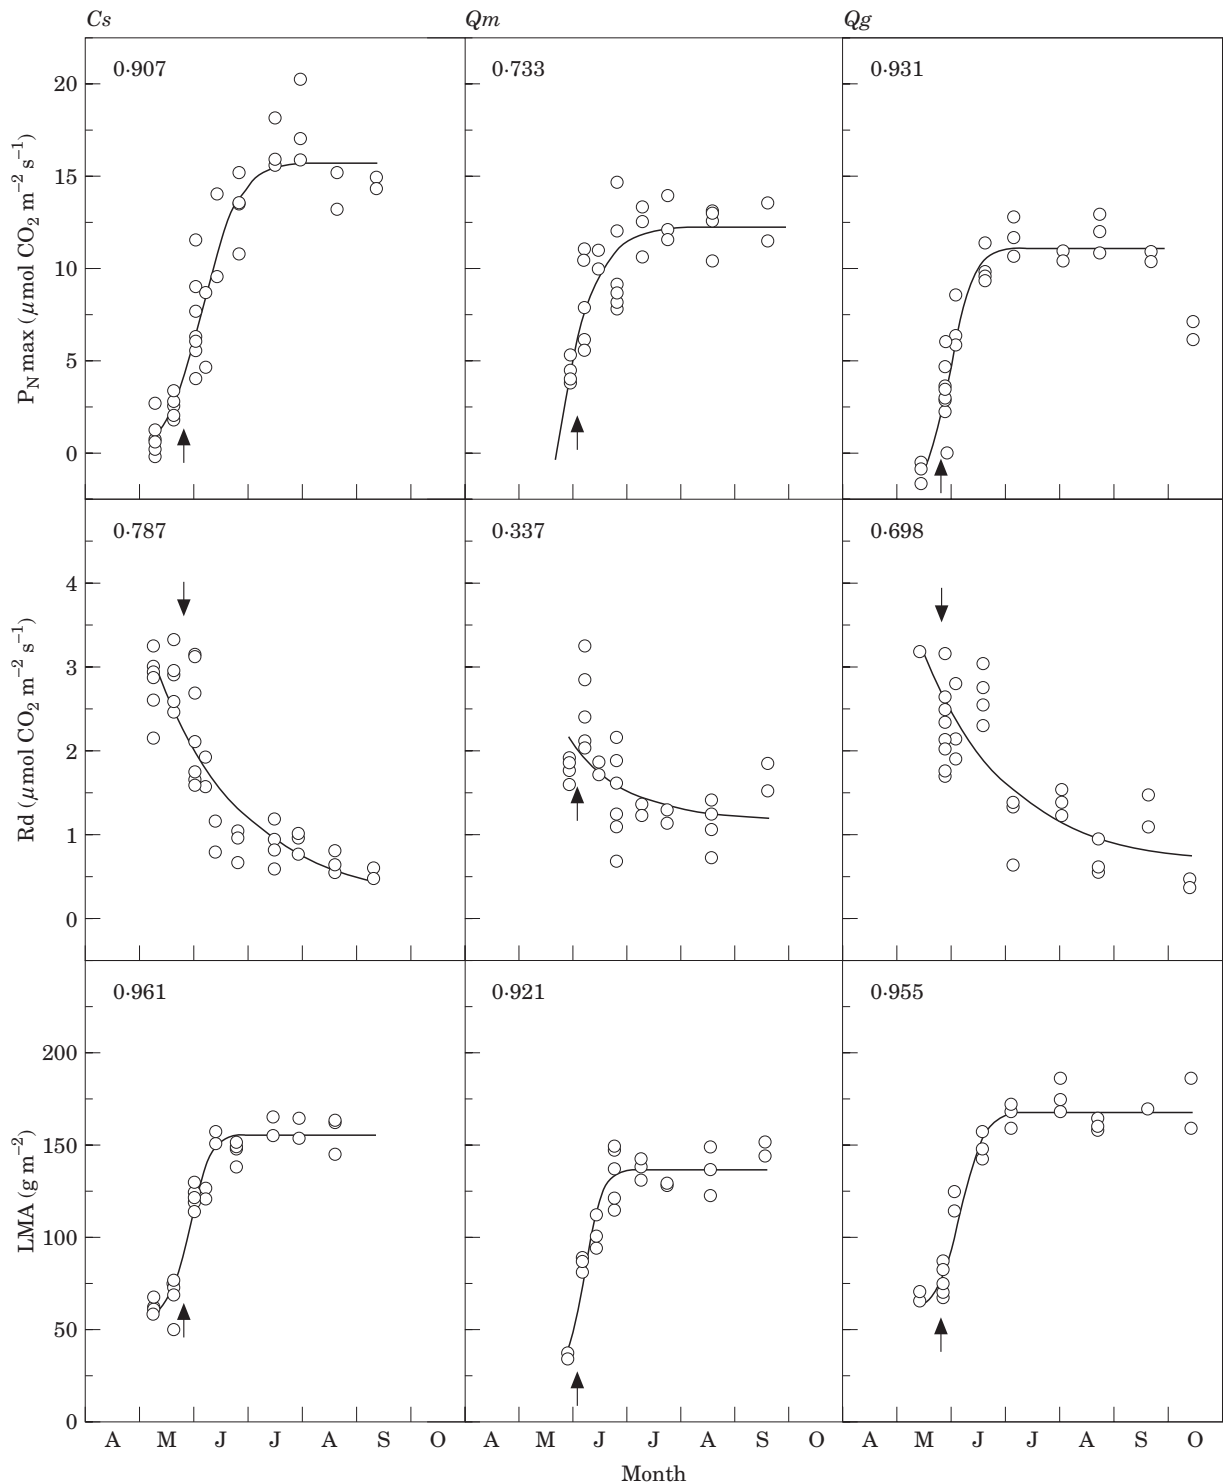 Cs Qm Qg
0·907 0·733 0·931
20
15
10
5
0
P_N max (μmol CO₂ m⁻² s⁻¹)
0·787 0·337 0·698
4
3
2
1
0
Rd (μmol CO₂ m⁻² s⁻¹)
0·961 0·921 0·955
200
150
100
50
0
LMA (g m⁻²)
A M J J A S O A M J J A S O A M J J A S O
Month